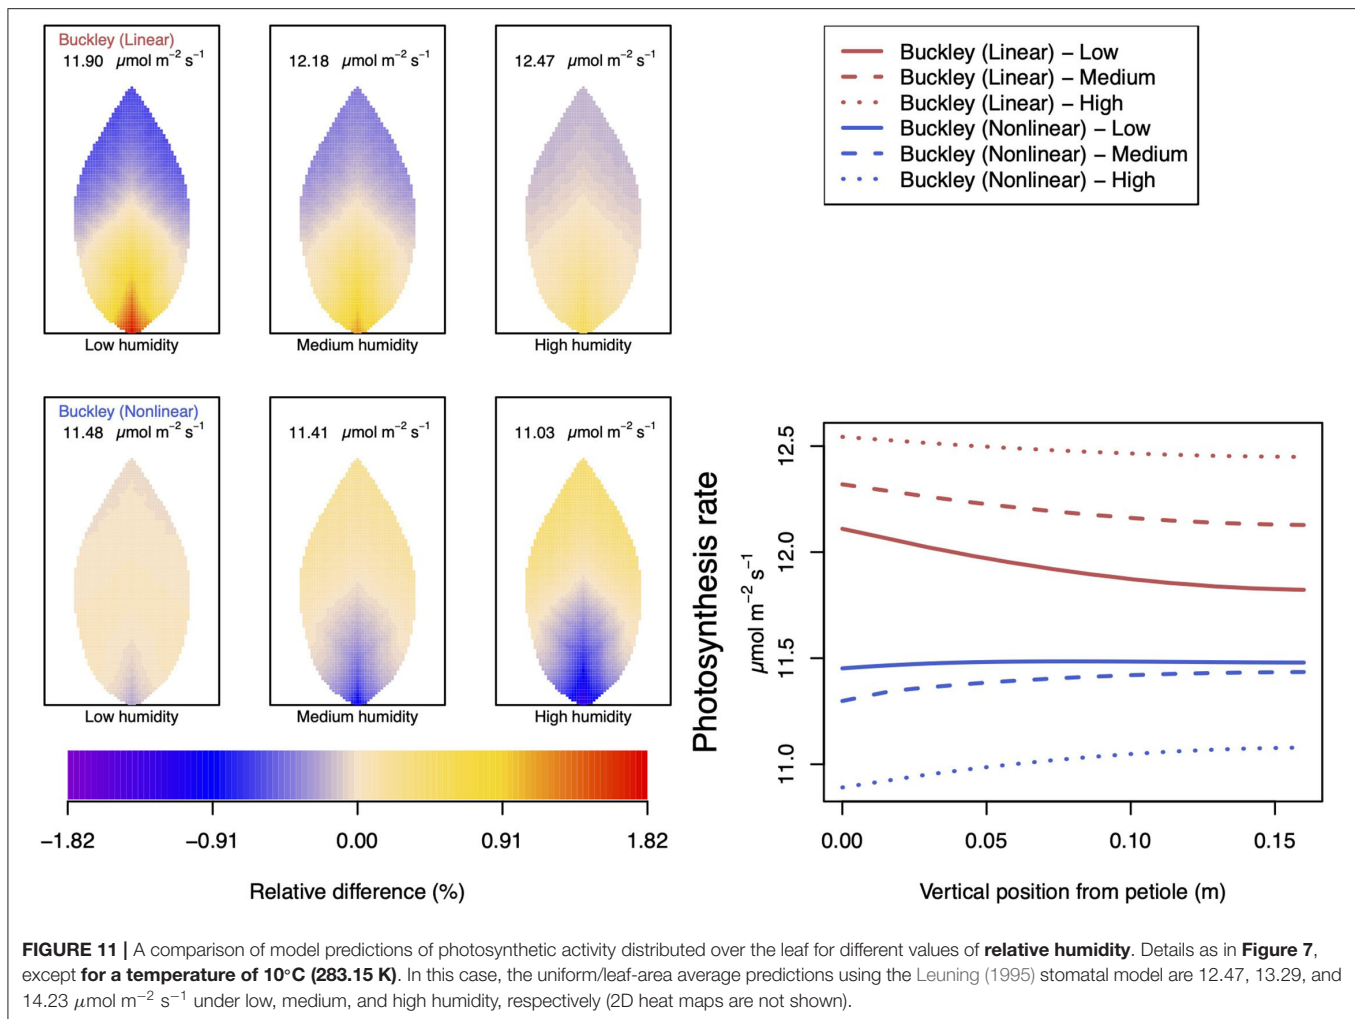 Buckley (Linear)
11.90 μmol m−2 s−1
12.18 μmol m−2 s−1
12.47 μmol m−2 s−1
Low humidity
Medium humidity
High humidity
Buckley (Linear) – Low
Buckley (Linear) – Medium
Buckley (Linear) – High
Buckley (Nonlinear) – Low
Buckley (Nonlinear) – Medium
Buckley (Nonlinear) – High
Buckley (Nonlinear)
11.48 μmol m−2 s−1
11.41 μmol m−2 s−1
11.03 μmol m−2 s−1
Low humidity
Medium humidity
High humidity
−1.82 −0.91 0.00 0.91 1.82
Relative difference (%)
Photosynthesis rate
μmol m−2 s−1
11.0 11.5 12.0 12.5
0.00 0.05 0.10 0.15
Vertical position from petiole (m)
FIGURE 11 | A comparison of model predictions of photosynthetic activity distributed over the leaf for different values of relative humidity. Details as in Figure 7,
except for a temperature of 10°C (283.15 K). In this case, the uniform/leaf-area average predictions using the Leuning (1995) stomatal model are 12.47, 13.29, and
14.23 μmol m−2 s−1 under low, medium, and high humidity, respectively (2D heat maps are not shown).